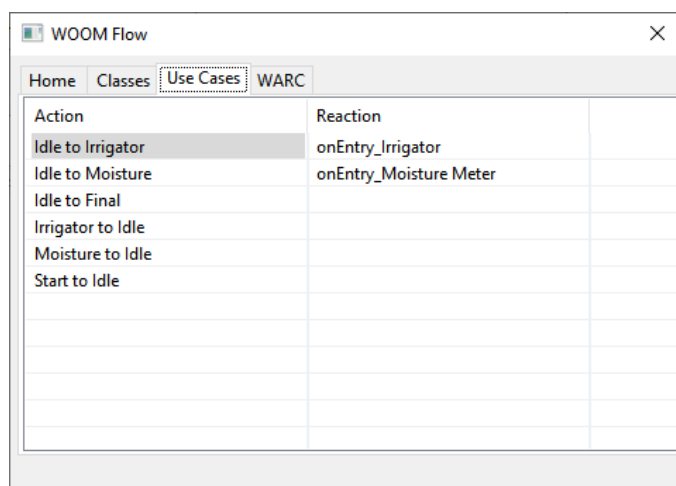 WOOM Flow
Home Classes Use Cases WARC
Action Reaction
Idle to Irrigator onEntry_Irrigator
Idle to Moisture onEntry_Moisture Meter
Idle to Final
Irrigator to Idle
Moisture to Idle
Start to Idle